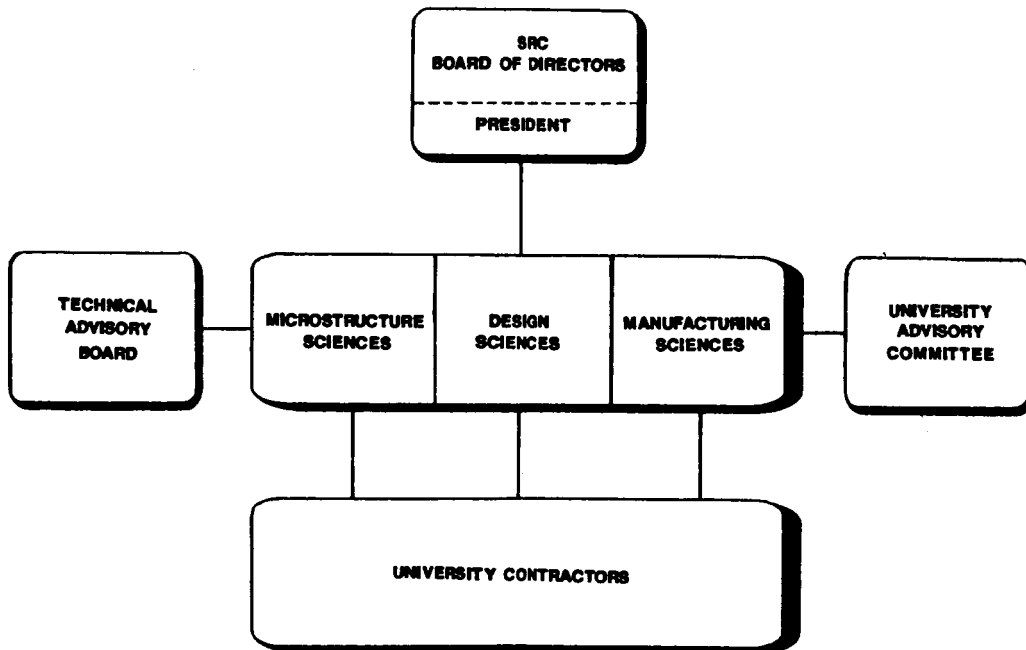 SRC
BOARD OF DIRECTORS
PRESIDENT
TECHNICAL
ADVISORY
BOARD
MICROSTRUCTURE
SCIENCES
DESIGN
SCIENCES
MANUFACTURING
SCIENCES
UNIVERSITY
ADVISORY
COMMITTEE
UNIVERSITY CONTRACTORS